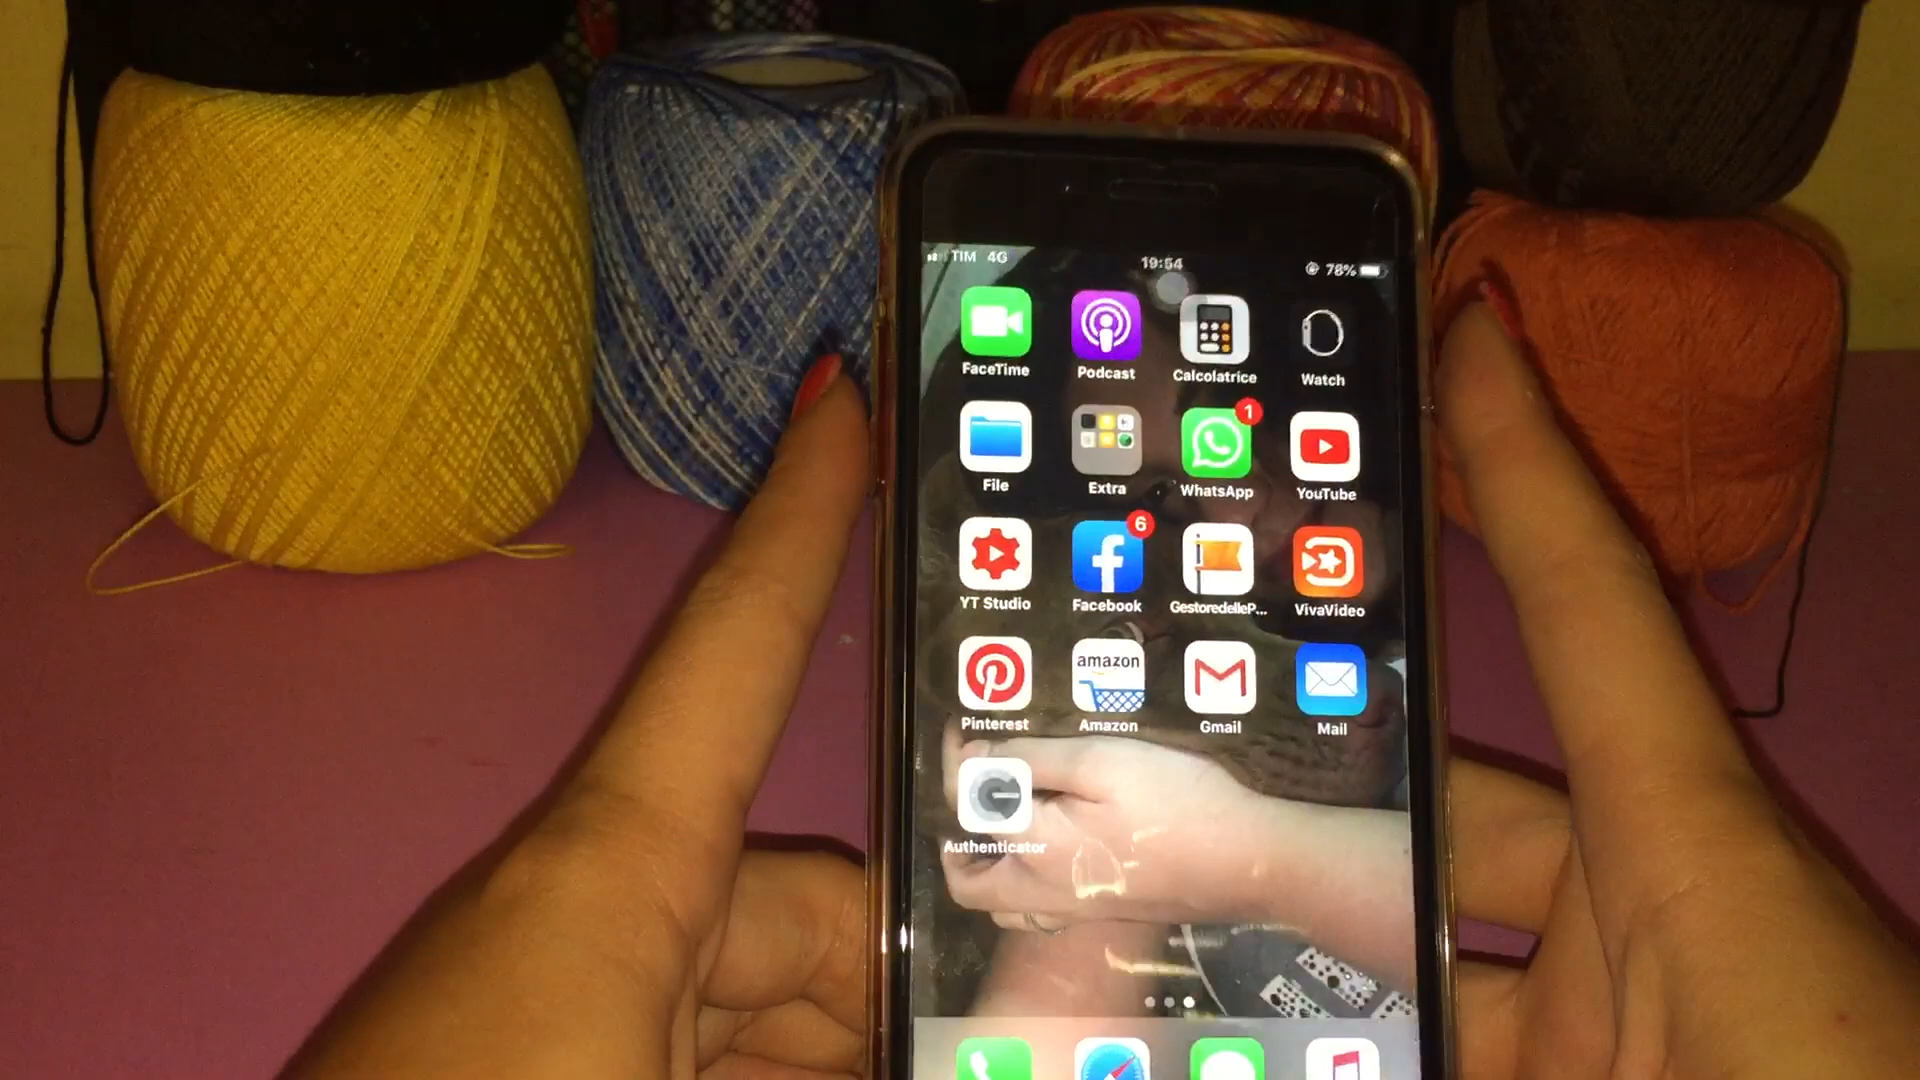 TIM 4G 19:54 78%
FaceTime Podcast Calcolatrice Watch
1
File Extra WhatsApp YouTube
6
YT Studio Facebook GestoredelleP... VivaVideo
amazon
Pinterest Amazon Gmail Mail
Authenticator